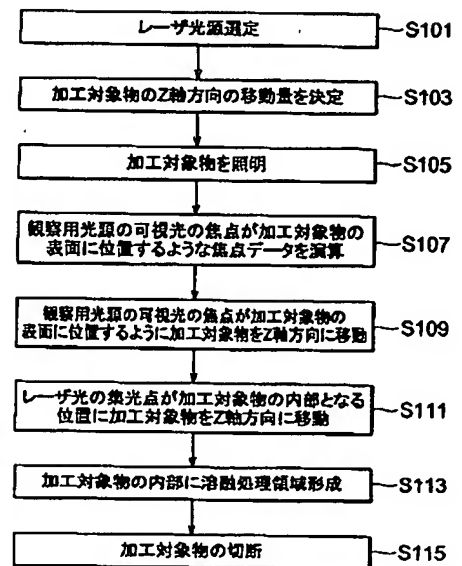 レーザ光源選定
S101
加工対象物のZ軸方向の移動量を決定
S103
加工対象物を照明
S105
観察用光源の可視光の焦点が加工対象物の
表面に位置するような焦点データを演算
S107
観察用光源の可視光の焦点が加工対象物の
表面に位置するように加工対象物をZ軸方向に移動
S109
レーザ光の集光点が加工対象物の内部となる
位置に加工対象物をZ軸方向に移動
S111
加工対象物の内部に溶融処理領域形成
S113
加工対象物の切断
S115